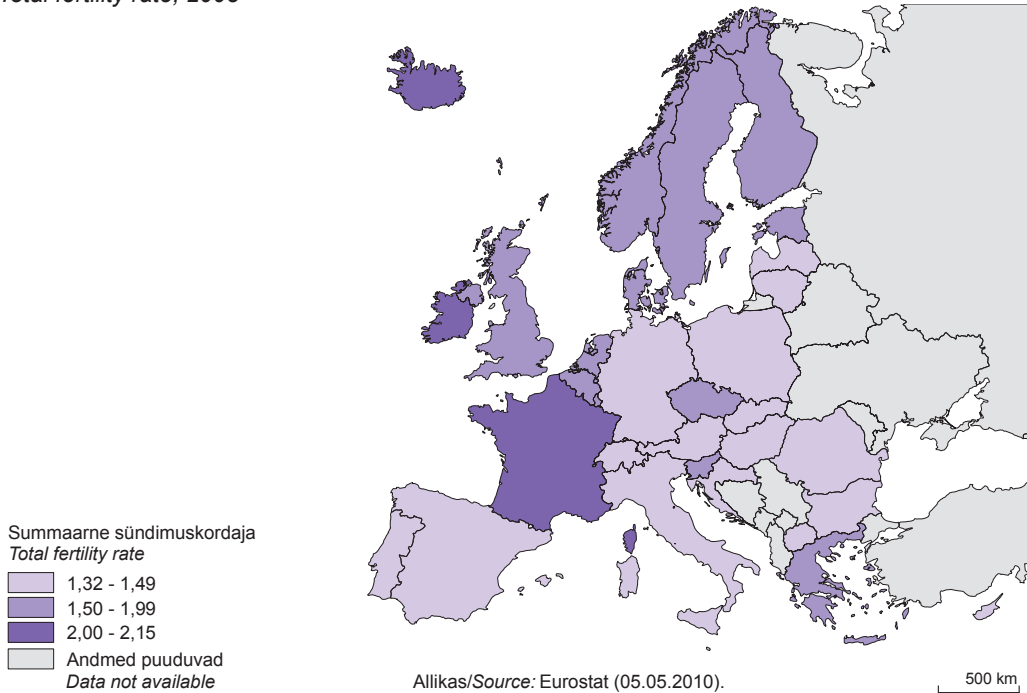 Total fertility rate, 2008
Summaarne sündimuskordaja
Total fertility rate
1,32 - 1,49
1,50 - 1,99
2,00 - 2,15
Andmed puuduvad
Data not available
Allikas/Source: Eurostat (05.05.2010).
500 km